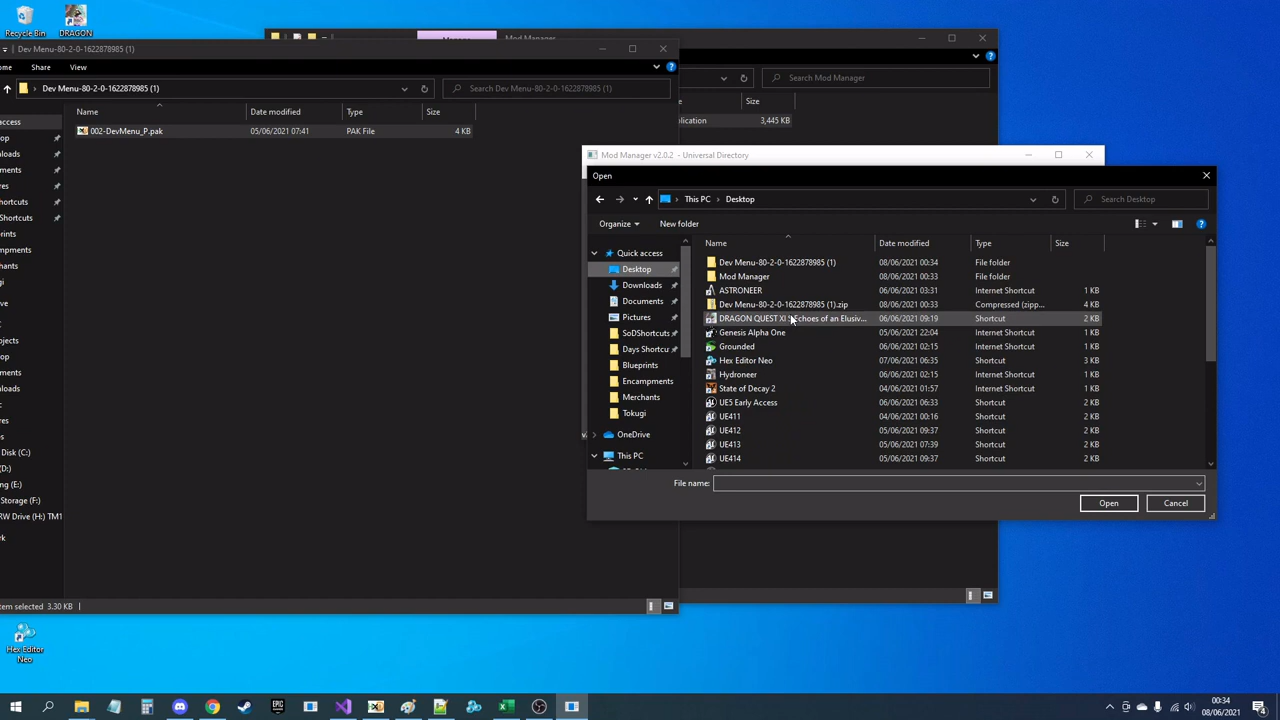 Recycle Bin
DRAGON
Manage
Mod Manager
Dev Menu-80-2-0-1622878985 (1)
Share
View
Dev Menu-80-2-0-1622878985 (1)
Search Dev Menu-80-2-0-1622878985 (1)
Search Mod Manager
Name
Date modified
Type
Size
Size
002-DevMenu_P.pak
05/06/2021 07:41
PAK File
4 KB
3,445 KB
Mod Manager v2.0.2 - Universal Directory
Open
This PC
Desktop
Search Desktop
Organize
New folder
Name
Date modified
Type
Size
Quick access
Desktop
Downloads
Documents
Pictures
SoDShortcuts
Days Shortcu
Blueprints
Encampments
Merchants
Tokugi
OneDrive
This PC
Dev Menu-80-2-0-1622878985 (1)
08/06/2021 00:34
File folder
Mod Manager
08/06/2021 00:33
File folder
ASTRONEER
06/06/2021 03:31
Internet Shortcut
1 KB
Dev Menu-80-2-0-1622878985 (1).zip
08/06/2021 00:33
Compressed (zipp...
4 KB
DRAGON QUEST XI S Echoes of an Elusiv...
06/06/2021 09:19
Shortcut
2 KB
Genesis Alpha One
05/06/2021 22:04
Internet Shortcut
1 KB
Grounded
06/06/2021 02:15
Internet Shortcut
1 KB
Hex Editor Neo
07/06/2021 06:35
Shortcut
3 KB
Hydroneer
06/06/2021 02:15
Internet Shortcut
1 KB
State of Decay 2
04/06/2021 01:57
Internet Shortcut
1 KB
UE5 Early Access
06/06/2021 06:33
Shortcut
2 KB
UE411
04/06/2021 00:16
Shortcut
2 KB
UE412
05/06/2021 09:37
Shortcut
2 KB
UE413
05/06/2021 07:39
Shortcut
2 KB
UE414
05/06/2021 09:37
Shortcut
2 KB
File name:
Open
Cancel
tem selected 3.30 KB
Hex Editor
Neo
EPIC
00:34
08/06/2021
4